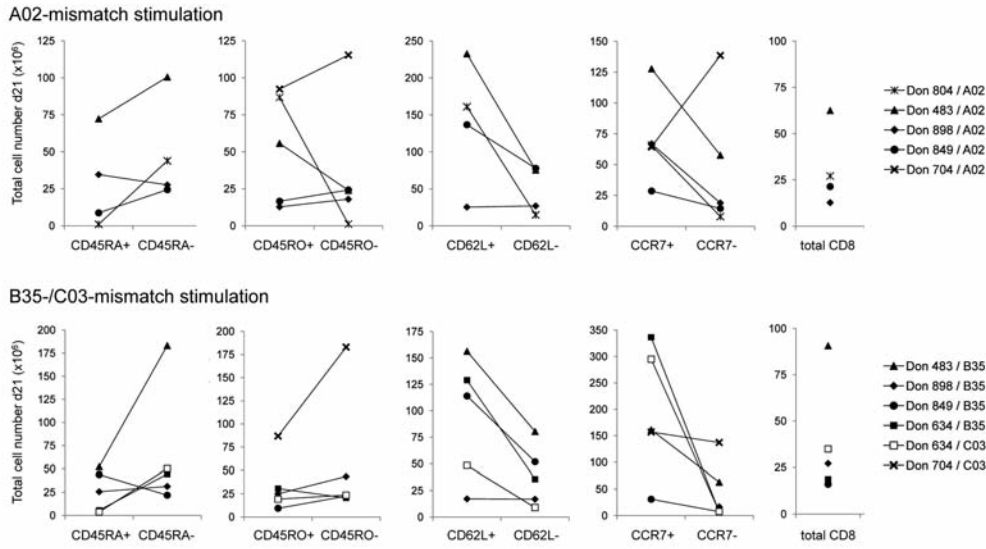 A02-mismatch stimulation
Total cell number d21 (x10⁶)
125
100
75
50
25
0
CD45RA+ CD45RA-
125
100
75
50
25
0
CD45RO+ CD45RO-
250
200
150
100
50
0
CD62L+ CD62L-
150
125
100
75
50
25
0
CCR7+ CCR7-
100
75
50
25
0
total CD8
Don 804 / A02
Don 483 / A02
Don 898 / A02
Don 849 / A02
Don 704 / A02
B35-/C03-mismatch stimulation
Total cell number d21 (x10⁶)
200
175
150
125
100
75
50
25
0
CD45RA+ CD45RA-
200
175
150
125
100
75
50
25
0
CD45RO+ CD45RO-
175
150
125
100
75
50
25
0
CD62L+ CD62L-
350
300
250
200
150
100
50
0
CCR7+ CCR7-
100
75
50
25
0
total CD8
Don 483 / B35
Don 898 / B35
Don 849 / B35
Don 634 / B35
Don 634 / C03
Don 704 / C03